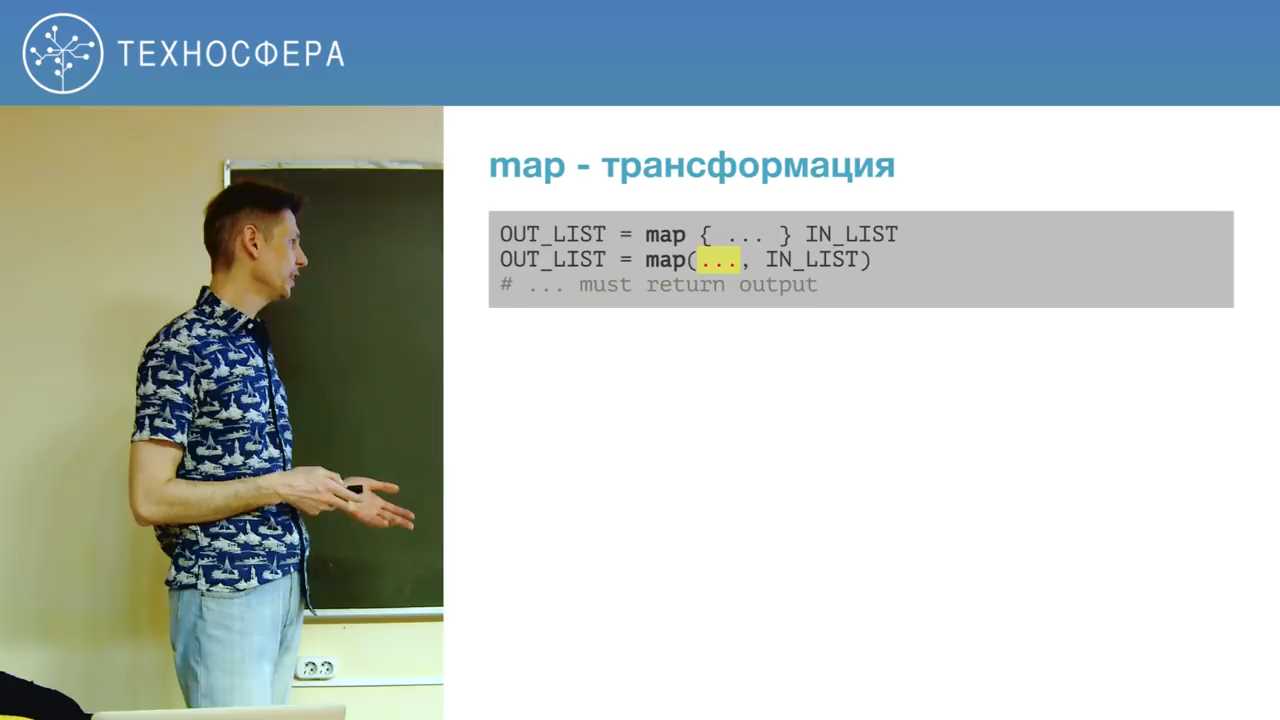 ТЕХНОСФЕРА
map - трансформация
OUT_LIST = map { ... } IN_LIST
OUT_LIST = map(..., IN_LIST)
# ... must return output